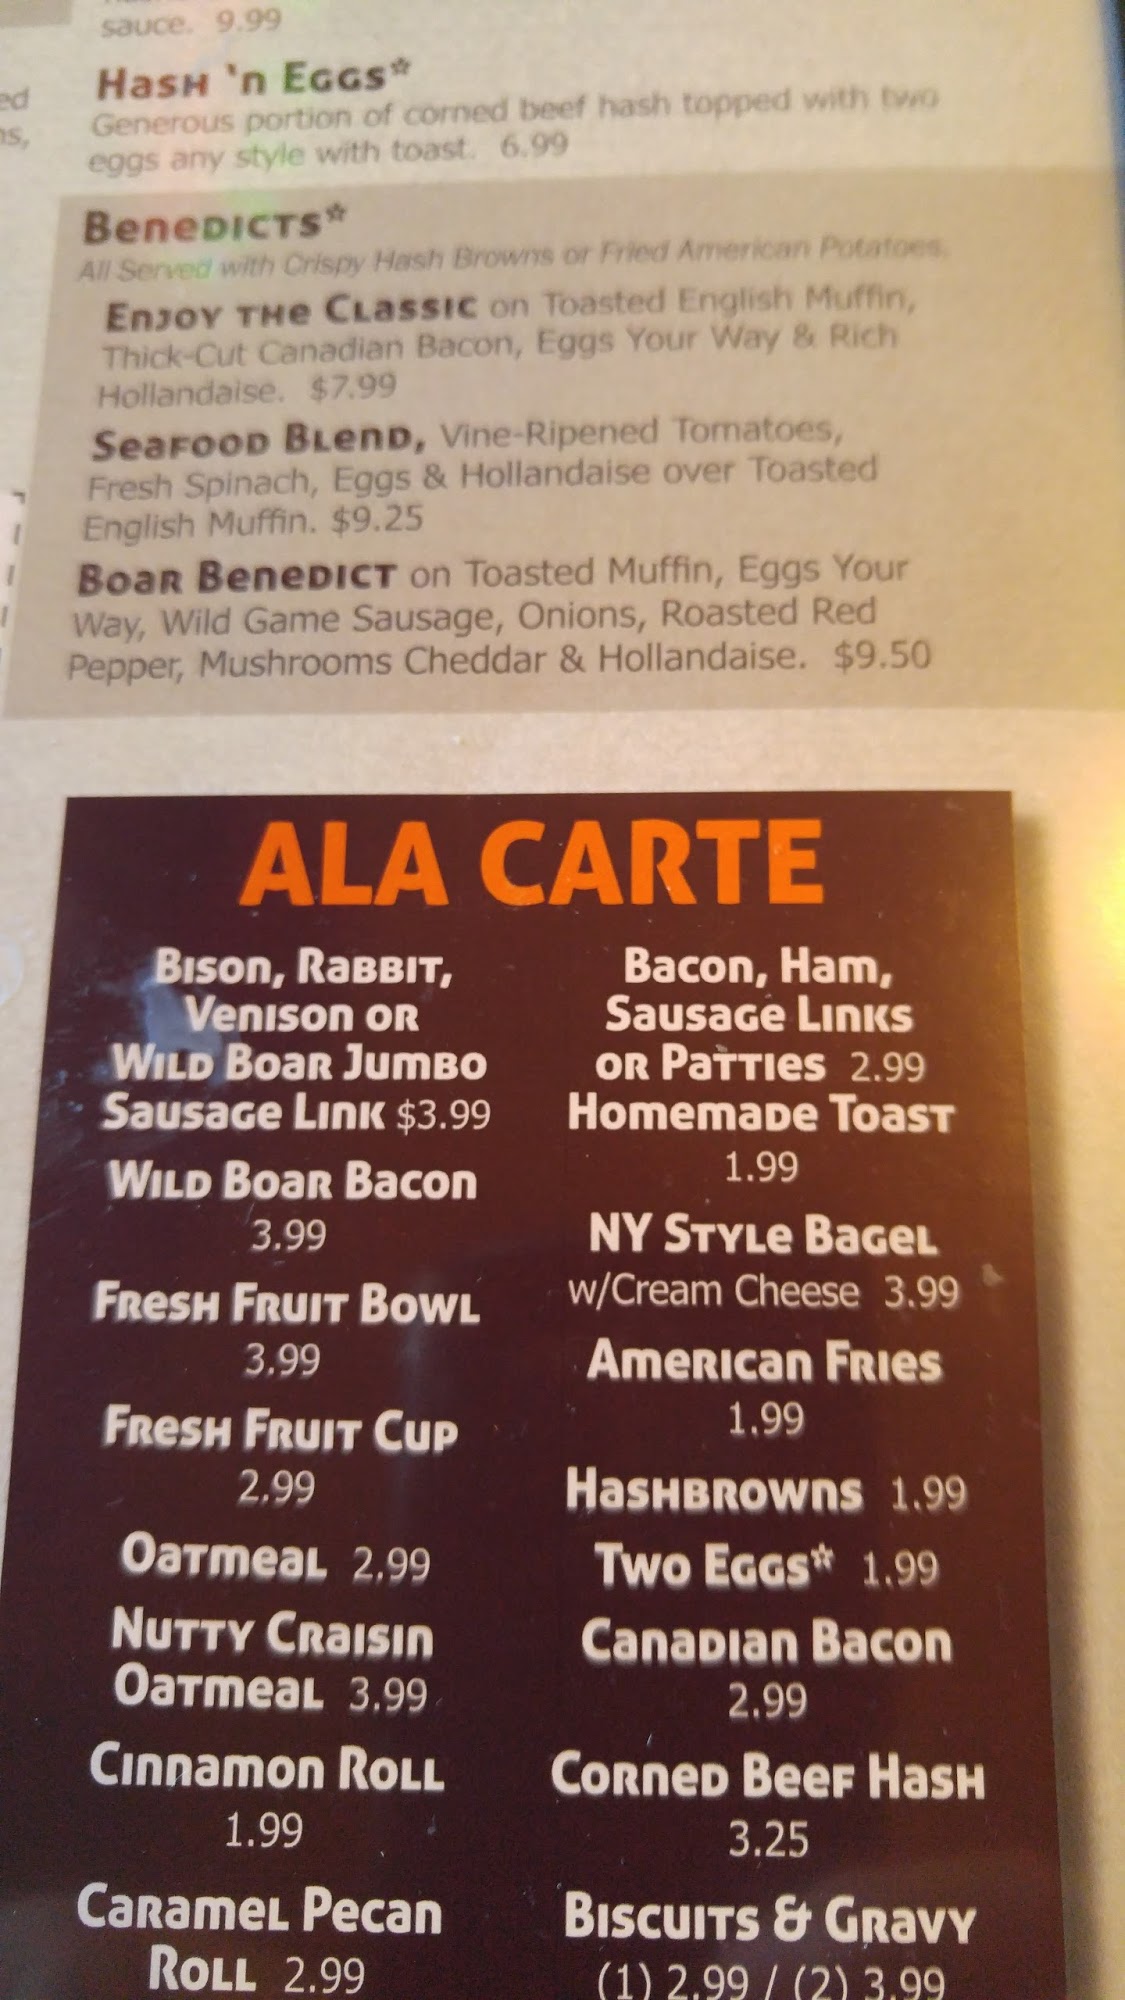 sauce. 9.99
Hash 'n Eggs*
Generous portion of corned beef hash topped with two
eggs any style with toast. 6.99
Benedicts*
All Served with Crispy Hash Browns or Fried American Potatoes.
Enjoy the Classic on Toasted English Muffin,
Thick-Cut Canadian Bacon, Eggs Your Way & Rich
Hollandaise. $7.99
Seafood Blend, Vine-Ripened Tomatoes,
Fresh Spinach, Eggs & Hollandaise over Toasted
English Muffin. $9.25
Boar Benedict on Toasted Muffin, Eggs Your
Way, Wild Game Sausage, Onions, Roasted Red
Pepper, Mushrooms Cheddar & Hollandaise. $9.50
ALA CARTE
Bison, Rabbit,
Venison or
Wild Boar Jumbo
Sausage Link $3.99
Wild Boar Bacon
3.99
Fresh Fruit Bowl
3.99
Fresh Fruit Cup
2.99
Oatmeal 2.99
Nutty Craisin
Oatmeal 3.99
Cinnamon Roll
1.99
Caramel Pecan
Roll 2.99
Bacon, Ham,
Sausage Links
or Patties 2.99
Homemade Toast
1.99
NY Style Bagel
w/Cream Cheese 3.99
American Fries
1.99
Hashbrowns 1.99
Two Eggs* 1.99
Canadian Bacon
2.99
Corned Beef Hash
3.25
Biscuits & Gravy
(1) 2.99 / (2) 3.99